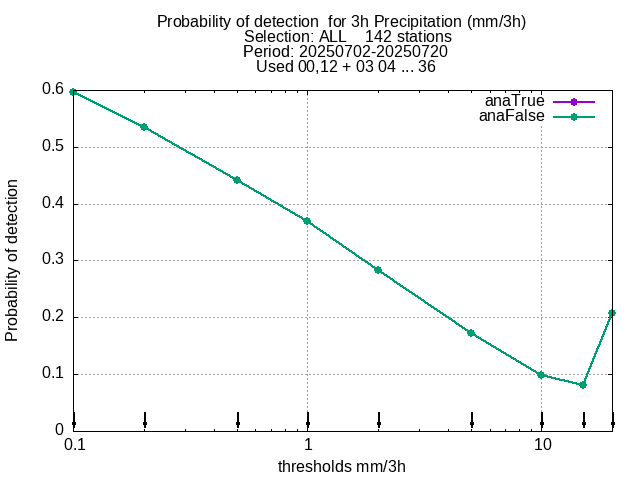 Probability of detection  for 3h Precipitation (mm/3h)
Selection: ALL    142 stations
Period: 20250702-20250720
Used 00,12 + 03 04 ... 36
anaTrue
anaFalse
0.6
0.5
0.4
0.3
0.2
0.1
0
Probability of detection
0.1
1
10
thresholds mm/3h